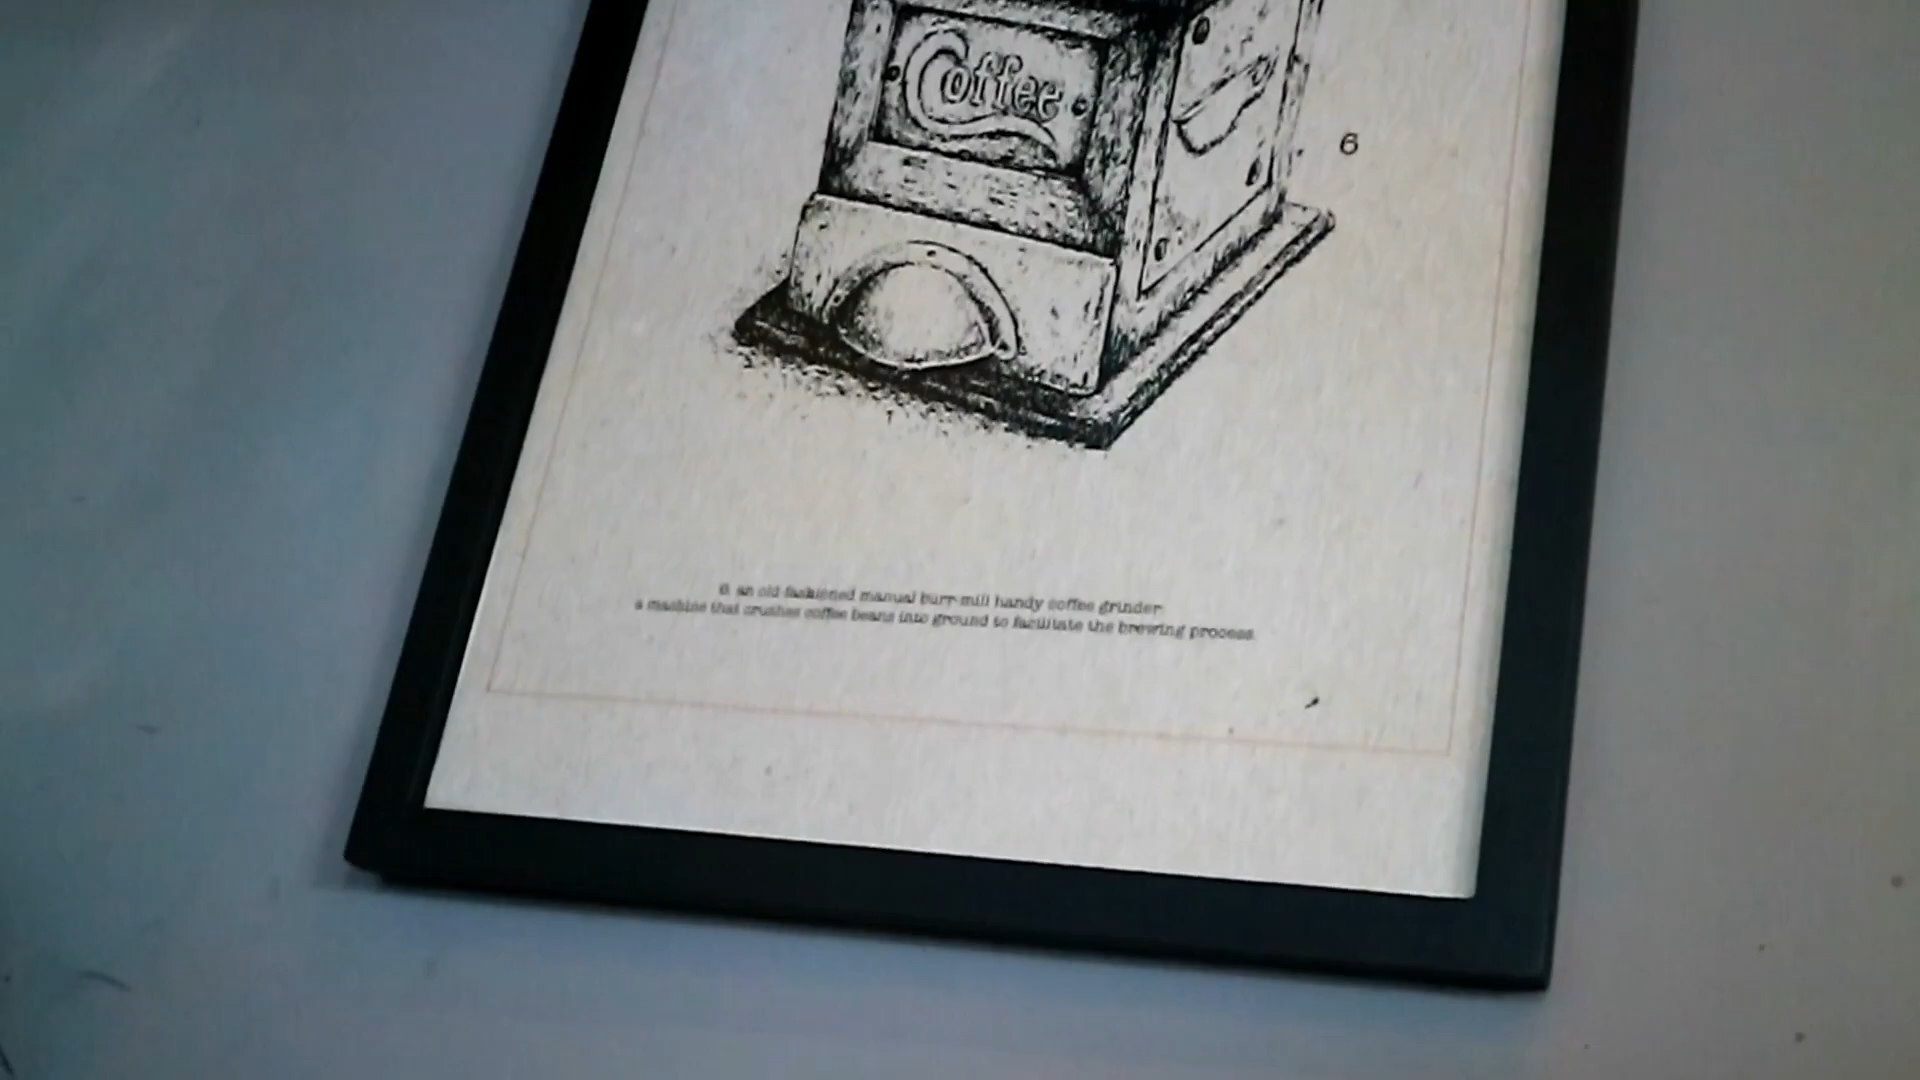 Coffee
6
6. an old fashioned manual burr-mill handy coffee grinder
a machine that crushes coffee beans into ground to facilitate the brewing process.